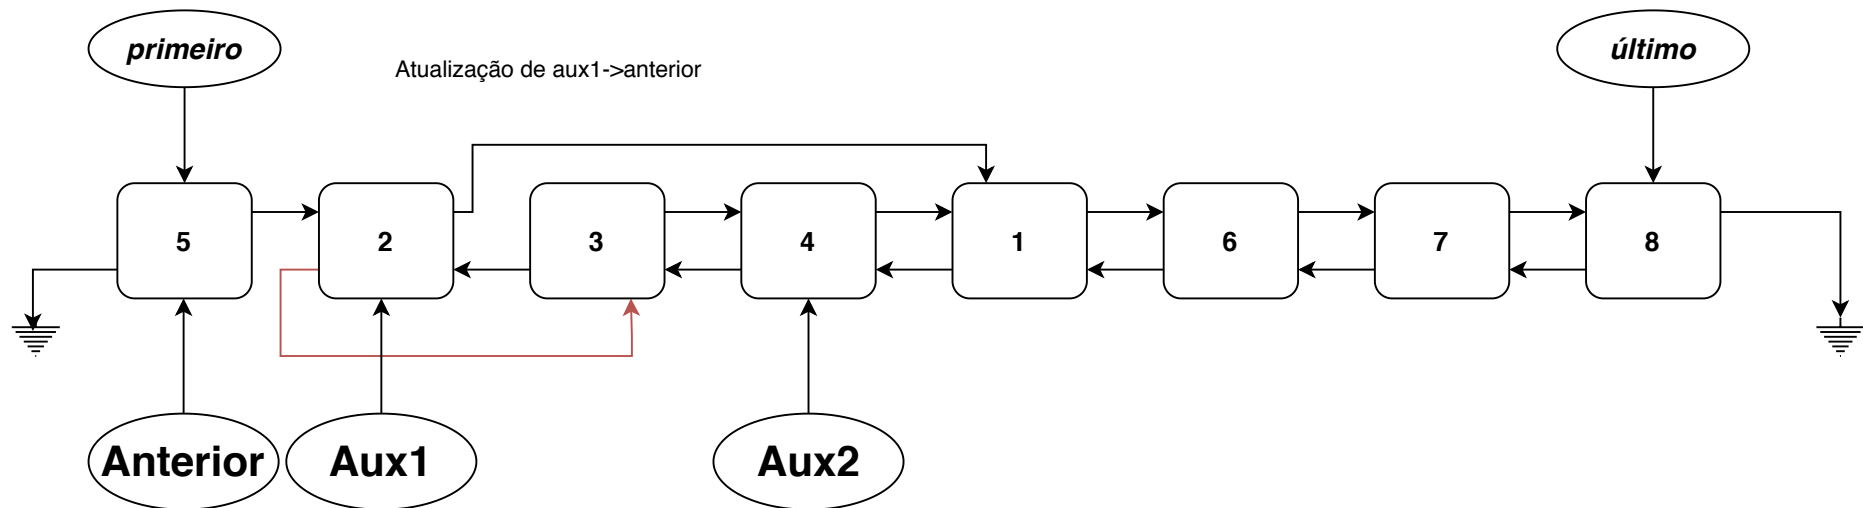 primeiro
Atualização de aux1->anterior
último
5
2
3
4
1
6
7
8
Anterior
Aux1
Aux2